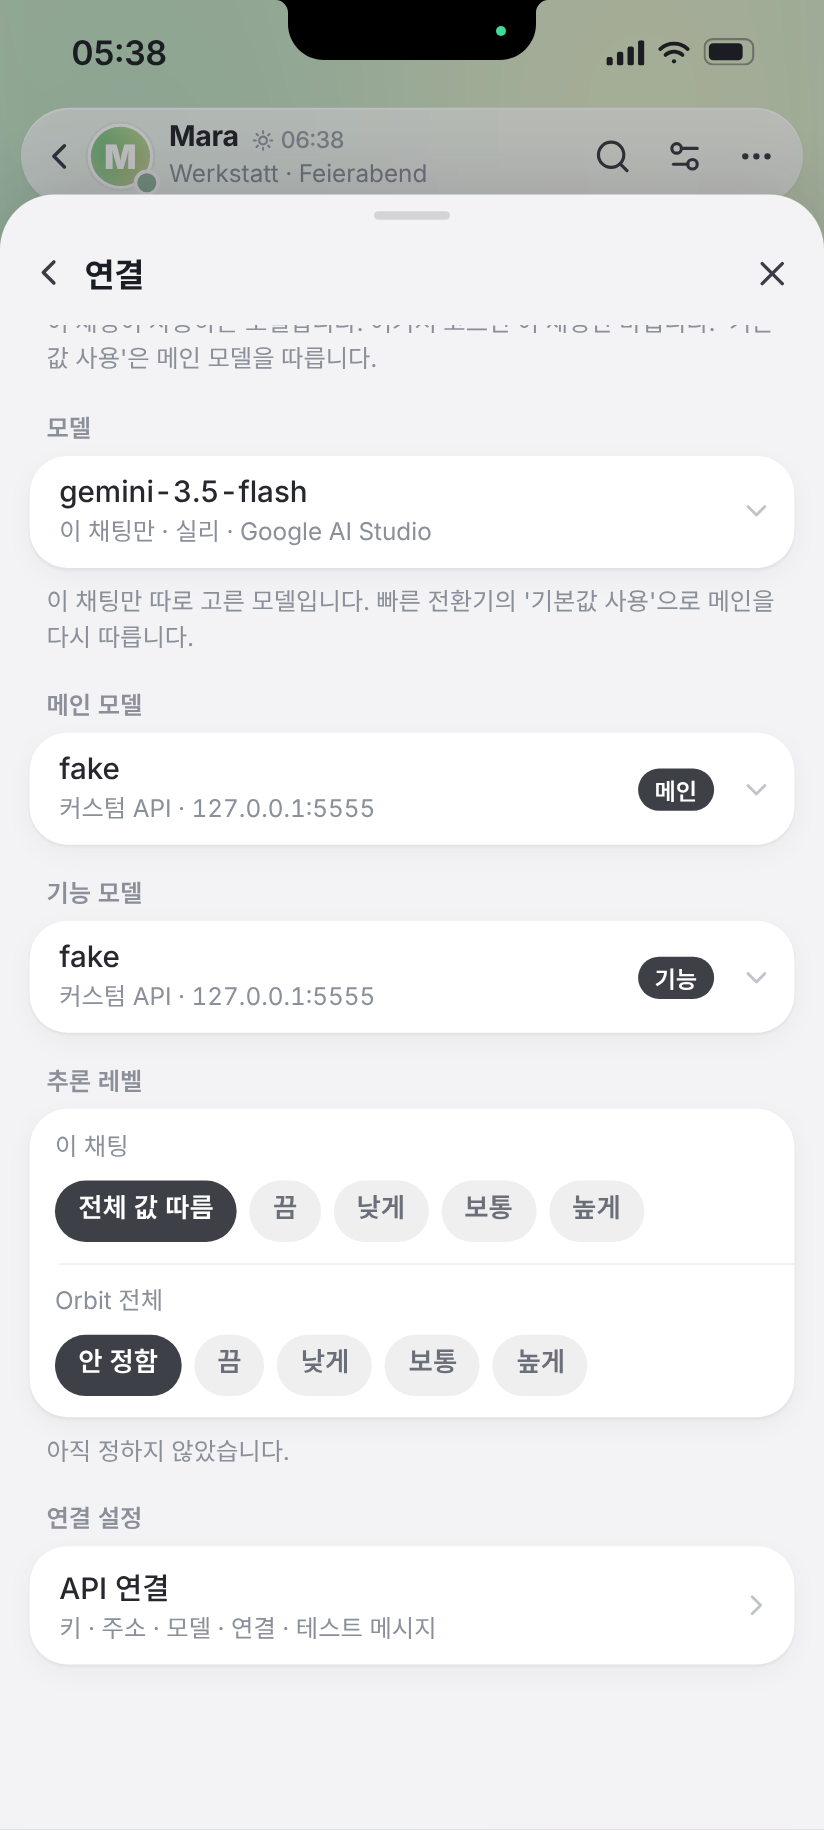 05:38
M
Mara 06:38
Werkstatt · Feierabend
연결
값 사용'은 메인 모델을 따릅니다.
모델
gemini-3.5-flash
이 채팅만 · 실리 · Google AI Studio
이 채팅만 따로 고른 모델입니다. 빠른 전환기의 '기본값 사용'으로 메인을
다시 따릅니다.
메인 모델
fake
커스텀 API · 127.0.0.1:5555
메인
기능 모델
fake
커스텀 API · 127.0.0.1:5555
기능
추론 레벨
이 채팅
전체 값 따름 끔 낮게 보통 높게
Orbit 전체
안 정함 끔 낮게 보통 높게
아직 정하지 않았습니다.
연결 설정
API 연결
키 · 주소 · 모델 · 연결 · 테스트 메시지